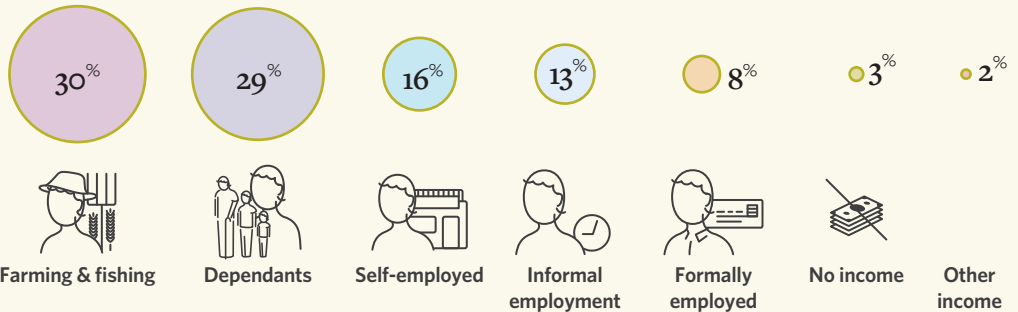 30%
29%
16%
13%
8%
3%
2%
Farming & fishing
Dependants
Self-employed
Informal
employment
Formally
employed
No income
Other
income